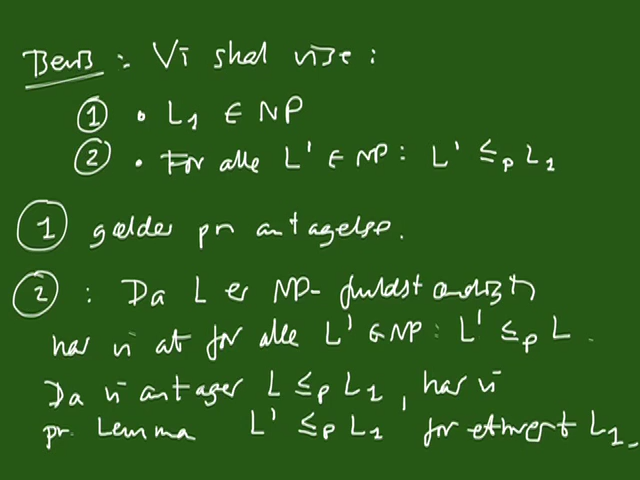 Bevis : Vi skal vise :
① • L₁ ∈ NP
② • For alle L' ∈ NP : L' ≤ₚ L₁
① gælder pr antagelse.
② : Da L er NP-fuldstændigt
har vi at for alle L' ∈ NP : L' ≤ₚ L .
Da vi antager L ≤ₚ L₁ , har vi
pr. Lemma L' ≤ₚ L₁ for ethvert L₁